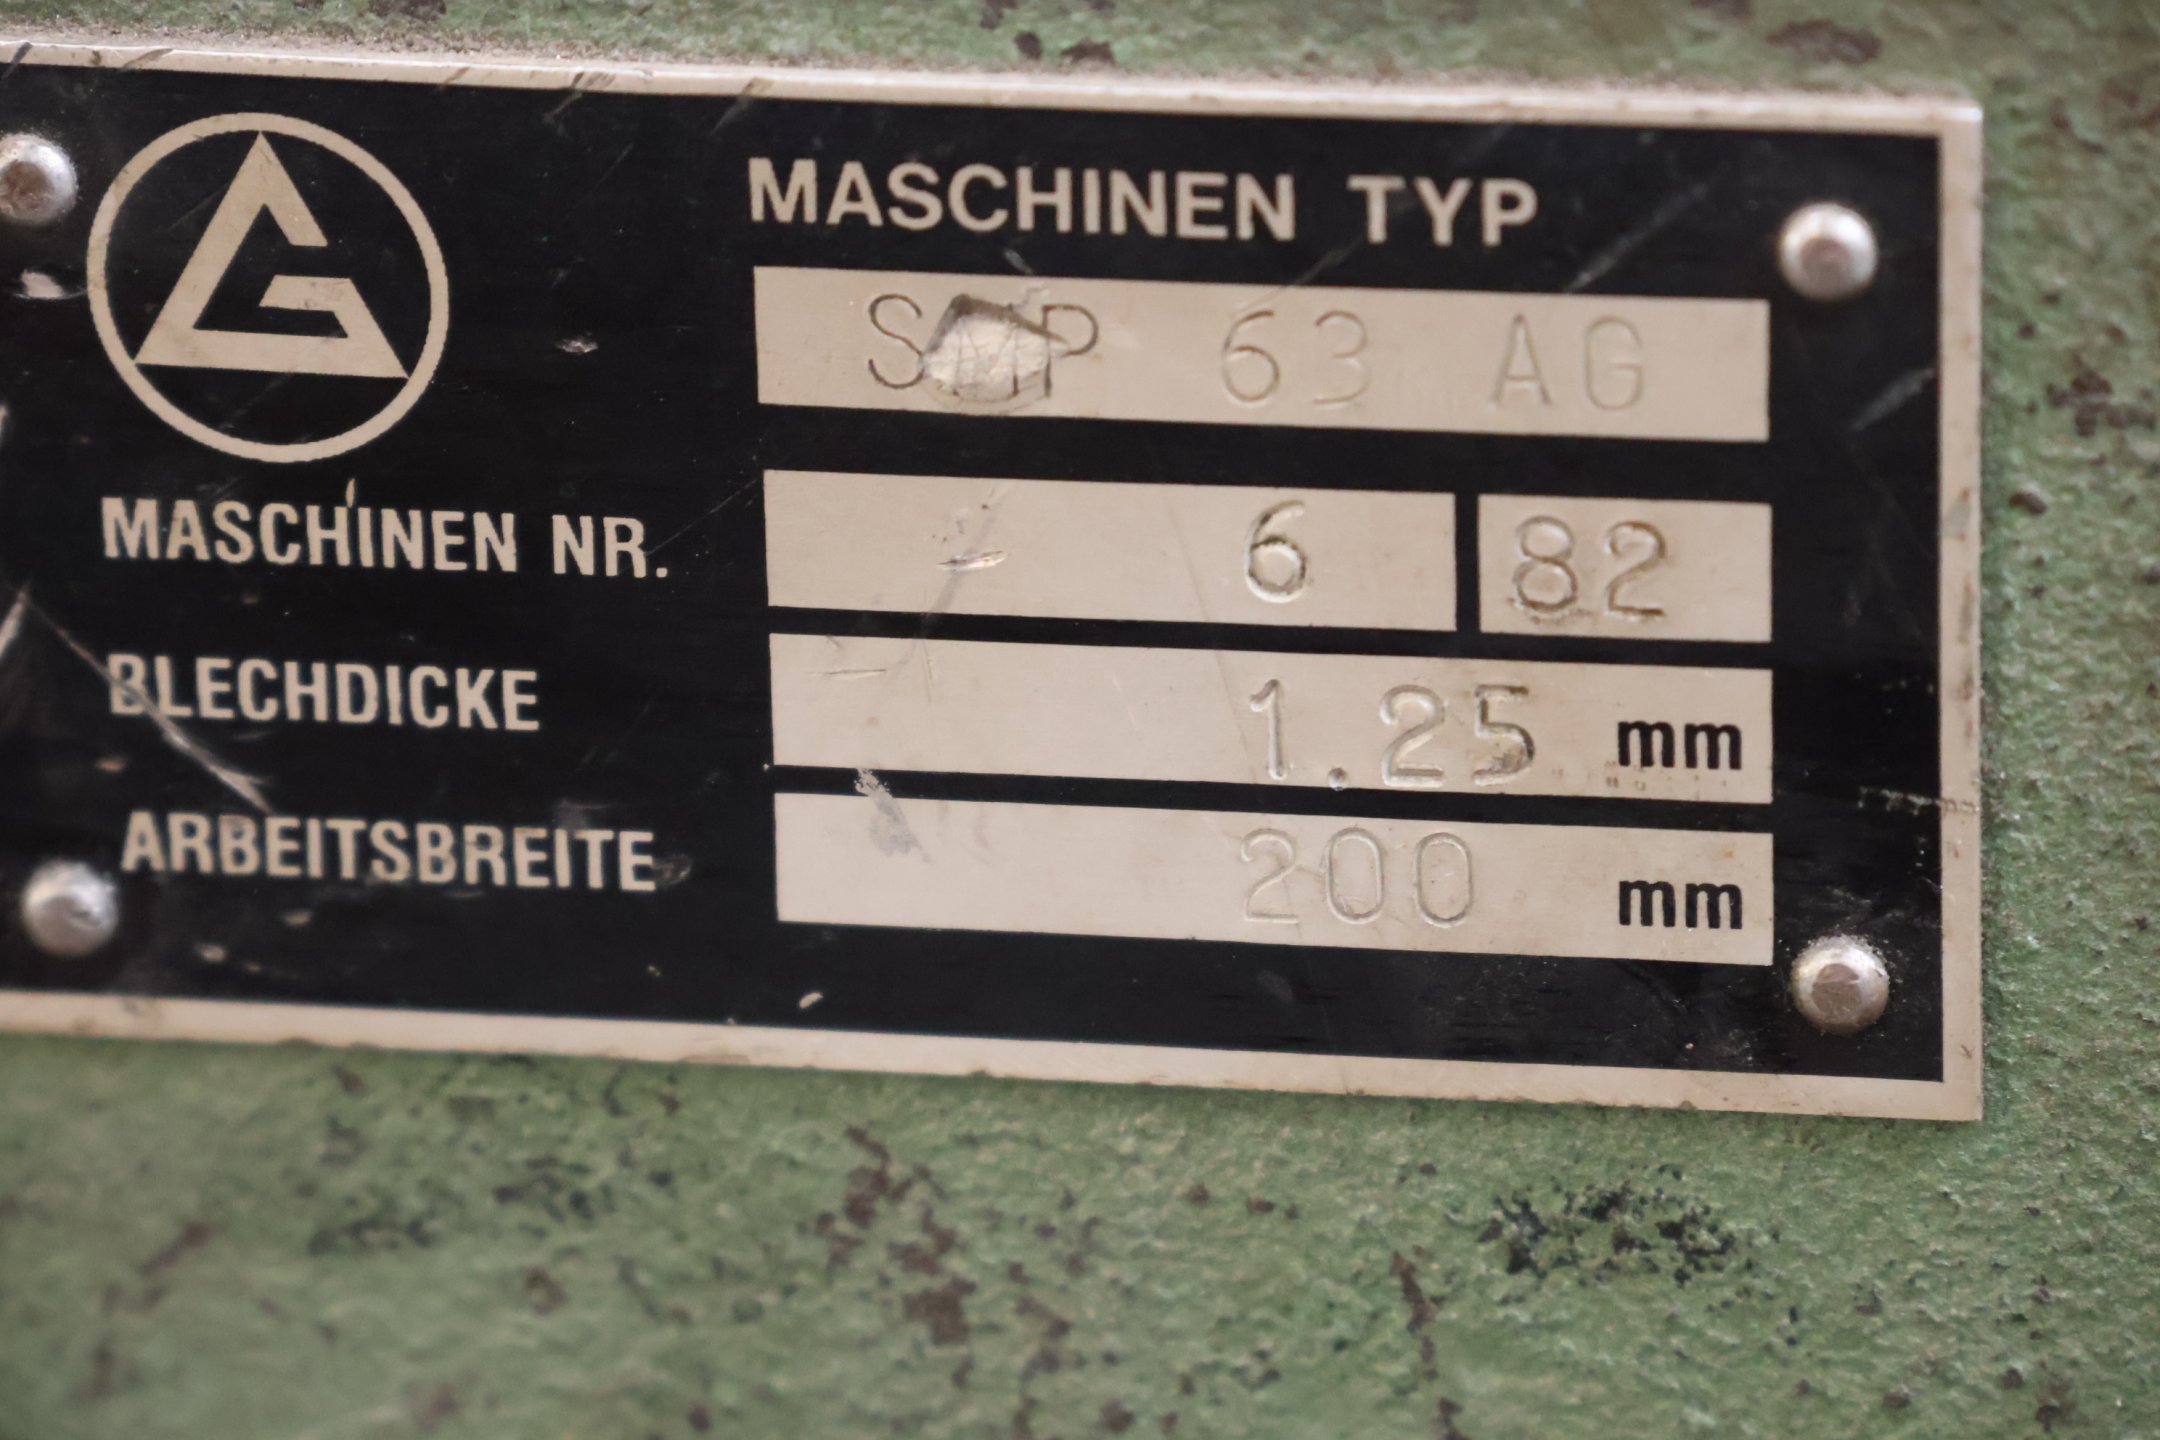 MASCHINEN TYP
63 AG
MASCHINEN NR. 6 82
BLECHDICKE 1.25 mm
ARBEITSBREITE 200 mm